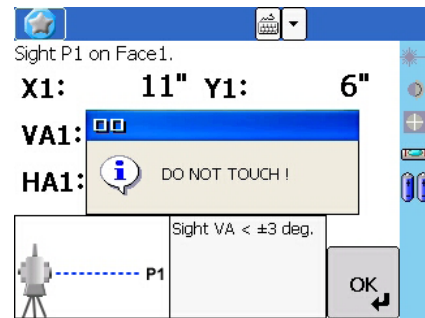 Sight P1 on Face1.
X1: 11" Y1: 6"
VA1:
DO NOT TOUCH !
HA1:
Sight VA < ±3 deg.
P1
OK